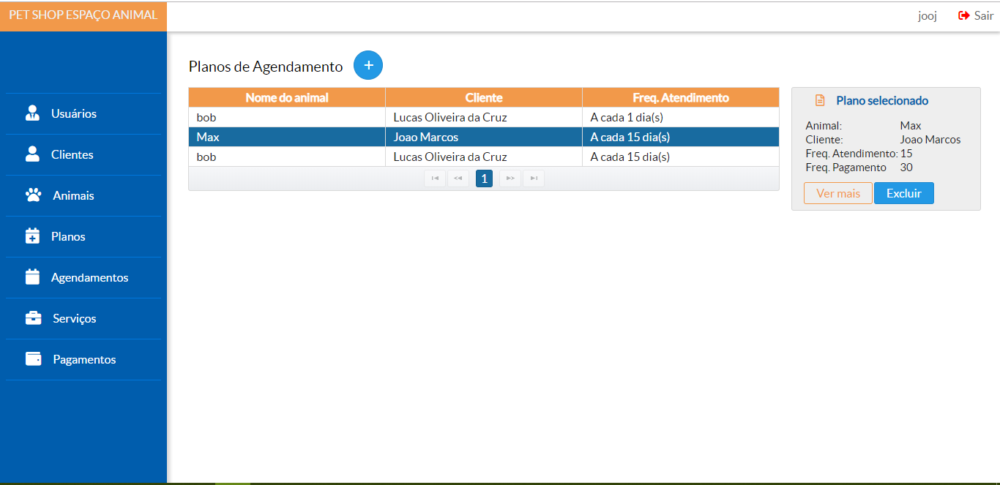 PET SHOP ESPAÇO ANIMAL
jooj Sair
Usuários
Clientes
Animais
Planos
Agendamentos
Serviços
Pagamentos
Planos de Agendamento +
Nome do animal Cliente Freq. Atendimento
bob Lucas Oliveira da Cruz A cada 1 dia(s)
Max Joao Marcos A cada 15 dia(s)
bob Lucas Oliveira da Cruz A cada 15 dia(s)
1
Plano selecionado
Animal: Max
Cliente: Joao Marcos
Freq. Atendimento: 15
Freq. Pagamento 30
Ver mais Excluir